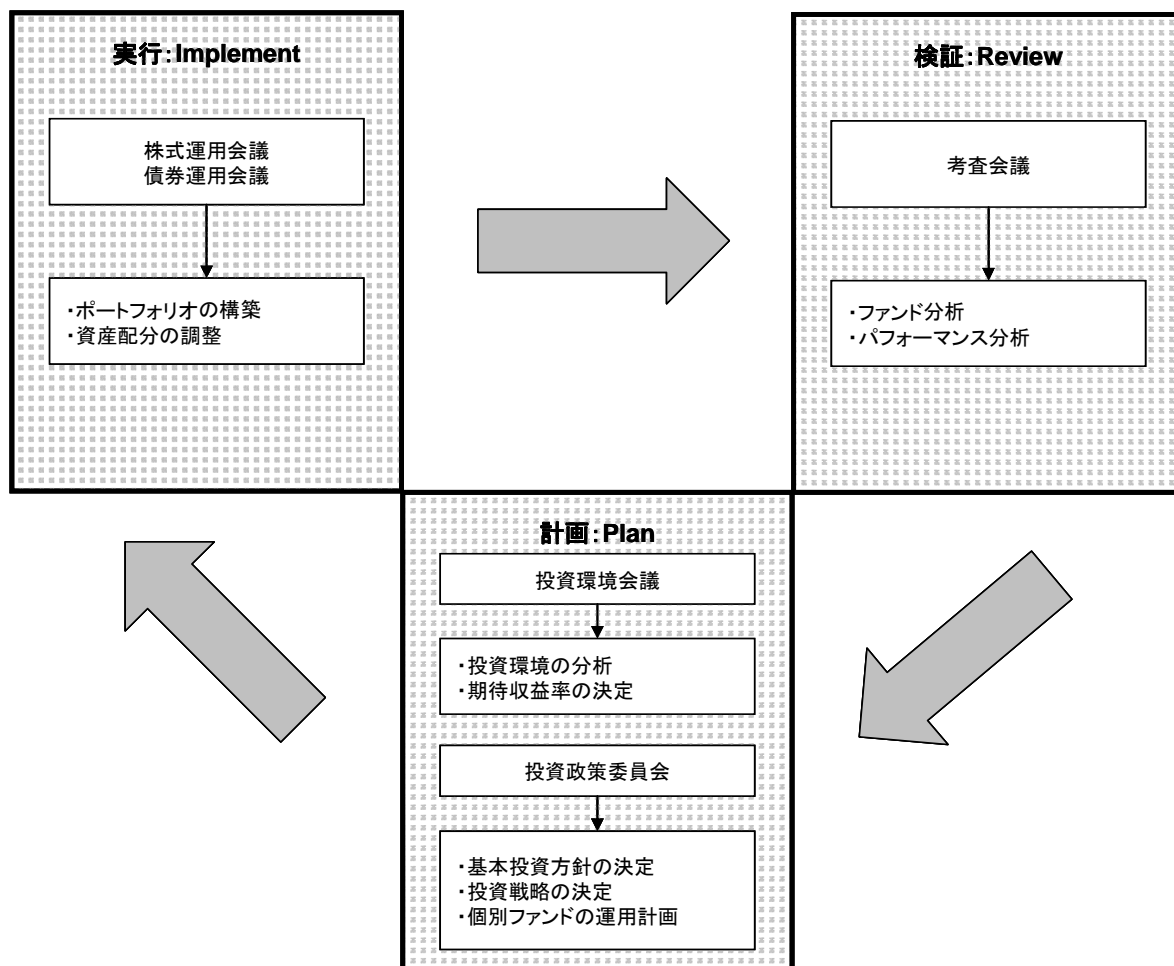 実行:Implement
株式運用会議
債券運用会議
・ポートフォリオの構築
・資産配分の調整
検証:Review
考査会議
・ファンド分析
・パフォーマンス分析
計画:Plan
投資環境会議
・投資環境の分析
・期待収益率の決定
投資政策委員会
・基本投資方針の決定
・投資戦略の決定
・個別ファンドの運用計画